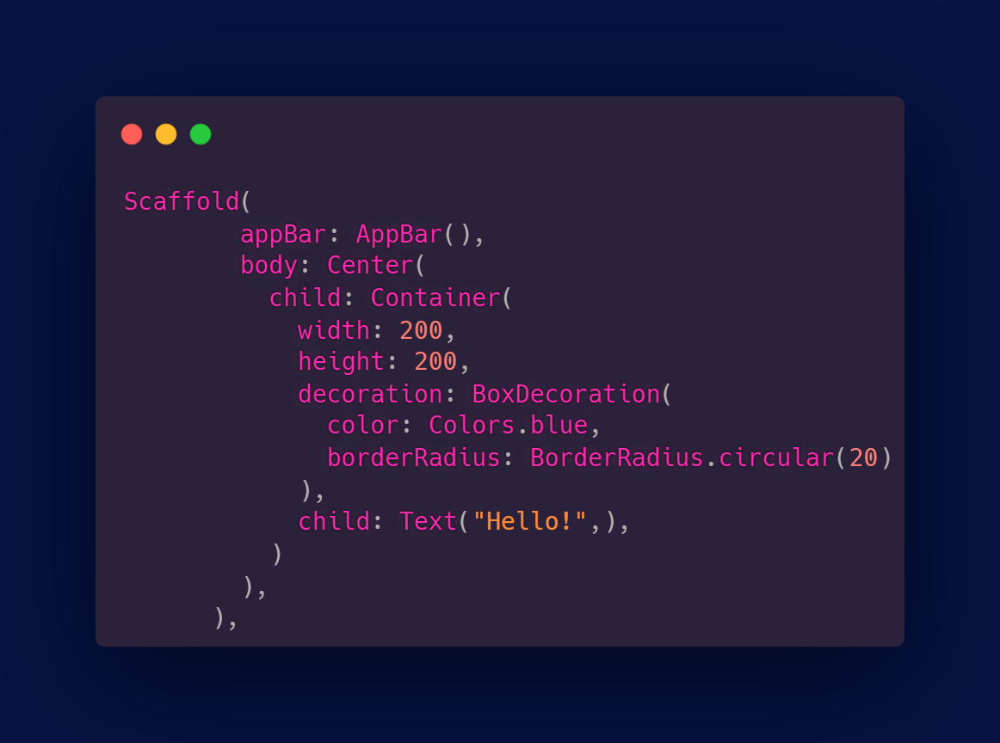 Scaffold(
        appBar: AppBar(),
        body: Center(
          child: Container(
            width: 200,
            height: 200,
            decoration: BoxDecoration(
              color: Colors.blue,
              borderRadius: BorderRadius.circular(20)
            ),
            child: Text("Hello!",),
          )
        ),
      ),